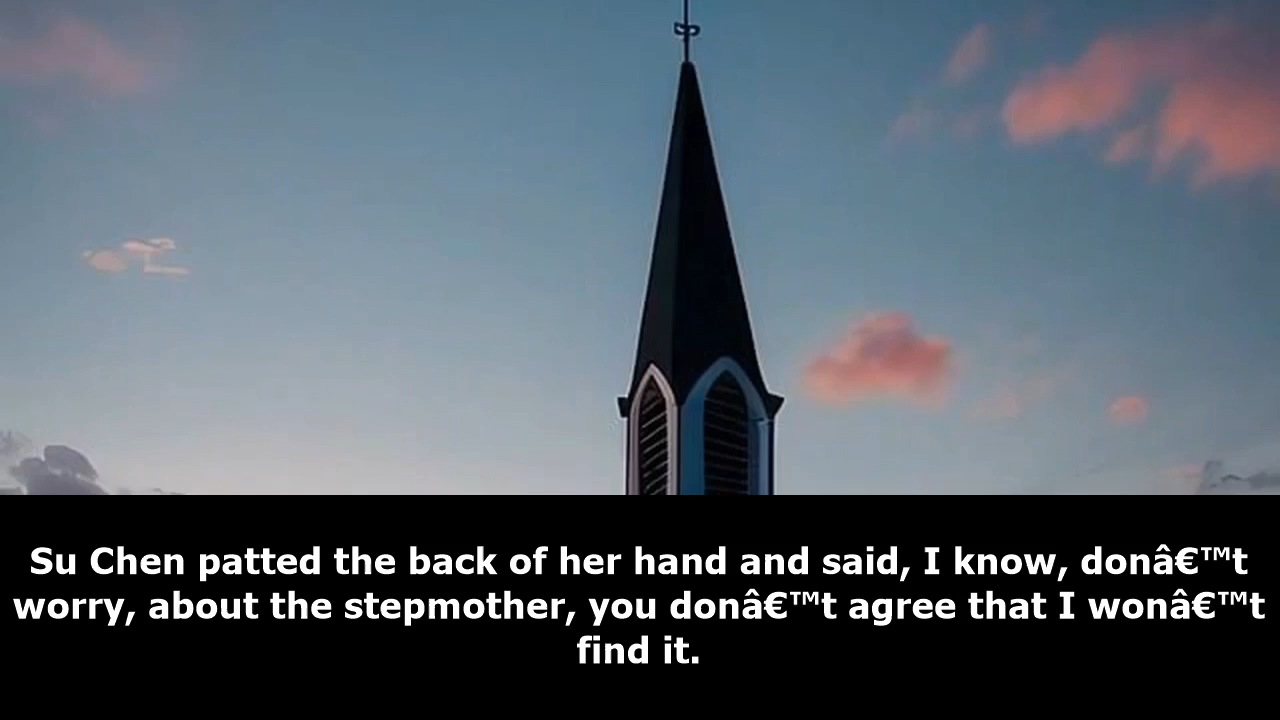 Su Chen patted the back of her hand and said, I know, donâ€™t
worry, about the stepmother, you donâ€™t agree that I wonâ€™t
find it.